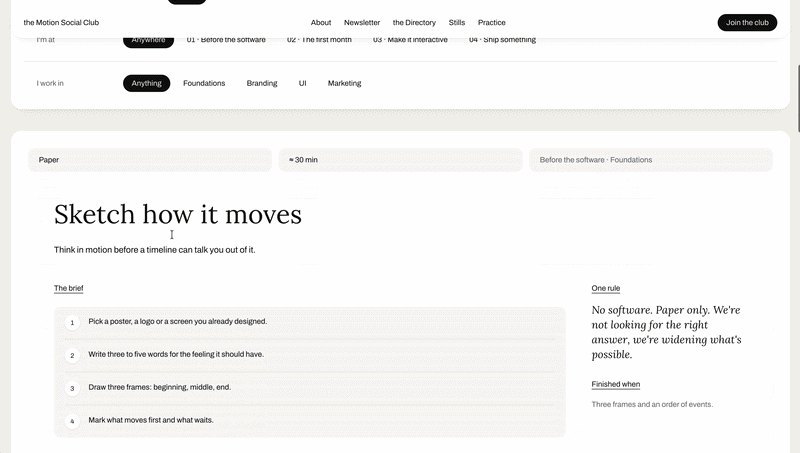 the Motion Social Club
About
Newsletter
the Directory
Stills
Practice
Join the club
I'm at
Anywhere
01 · Before the software
02 · The first month
03 · Make it interactive
04 · Ship something
I work in
Anything
Foundations
Branding
UI
Marketing
Paper
≈ 30 min
Before the software · Foundations
Sketch how it moves
Think in motion before a timeline can talk you out of it.
The brief
1 Pick a poster, a logo or a screen you already designed.
2 Write three to five words for the feeling it should have.
3 Draw three frames: beginning, middle, end.
4 Mark what moves first and what waits.
One rule
No software. Paper only. We're
not looking for the right
answer, we're widening what's
possible.
Finished when
Three frames and an order of events.